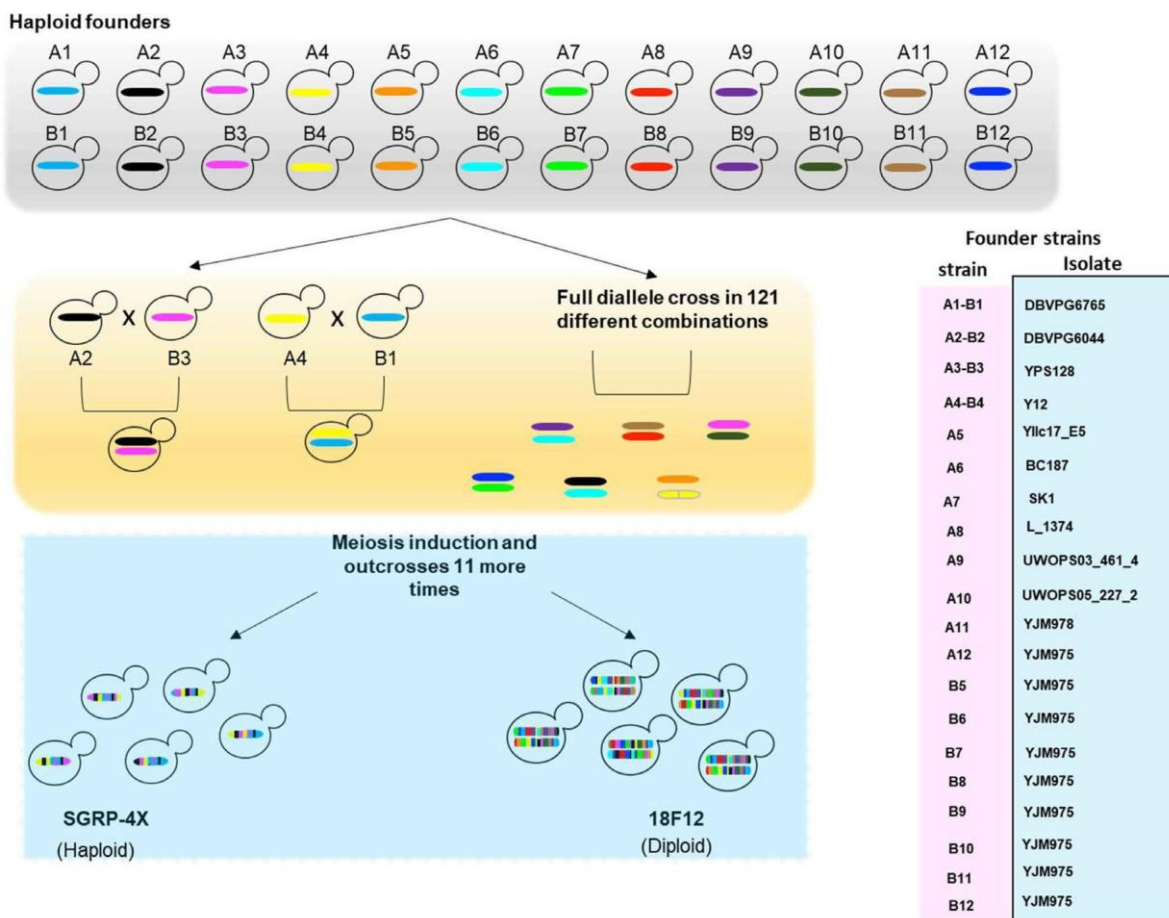 Haploid founders
A1 A2 A3 A4 A5 A6 A7 A8 A9 A10 A11 A12
B1 B2 B3 B4 B5 B6 B7 B8 B9 B10 B11 B12
X
A2 B3
X
A4 B1
Full diallele cross in 121
different combinations
Meiosis induction and
outcrosses 11 more
times
SGRP-4X
(Haploid)
18F12
(Diploid)
Founder strains
strain Isolate
A1-B1 DBVPG6765
A2-B2 DBVPG6044
A3-B3 YPS128
A4-B4 Y12
A5 YIIc17_E5
A6 BC187
A7 SK1
A8 L_1374
A9 UWOPS03_461_4
A10 UWOPS05_227_2
A11 YJM978
A12 YJM975
B5 YJM975
B6 YJM975
B7 YJM975
B8 YJM975
B9 YJM975
B10 YJM975
B11 YJM975
B12 YJM975